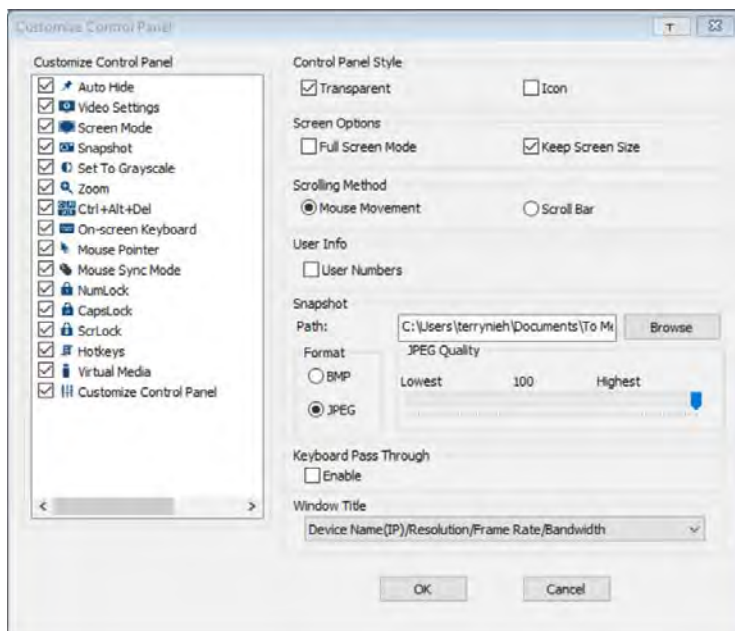 Customize Control Panel
Customize Control Panel
Auto Hide
Video Settings
Screen Mode
Snapshot
Set To Grayscale
Zoom
Ctrl+Alt+Del
On-screen Keyboard
Mouse Pointer
Mouse Sync Mode
NumLock
CapsLock
ScrLock
Hotkeys
Virtual Media
Customize Control Panel
Control Panel Style
Transparent Icon
Screen Options
Full Screen Mode Keep Screen Size
Scrolling Method
Mouse Movement Scroll Bar
User Info
User Numbers
Snapshot
Path: C:\Users\terrynieh\Documents\To Me Browse
Format JPEG Quality
BMP
Lowest 100 Highest
JPEG
Keyboard Pass Through
Enable
Window Title
Device Name(IP)/Resolution/Frame Rate/Bandwidth
OK Cancel